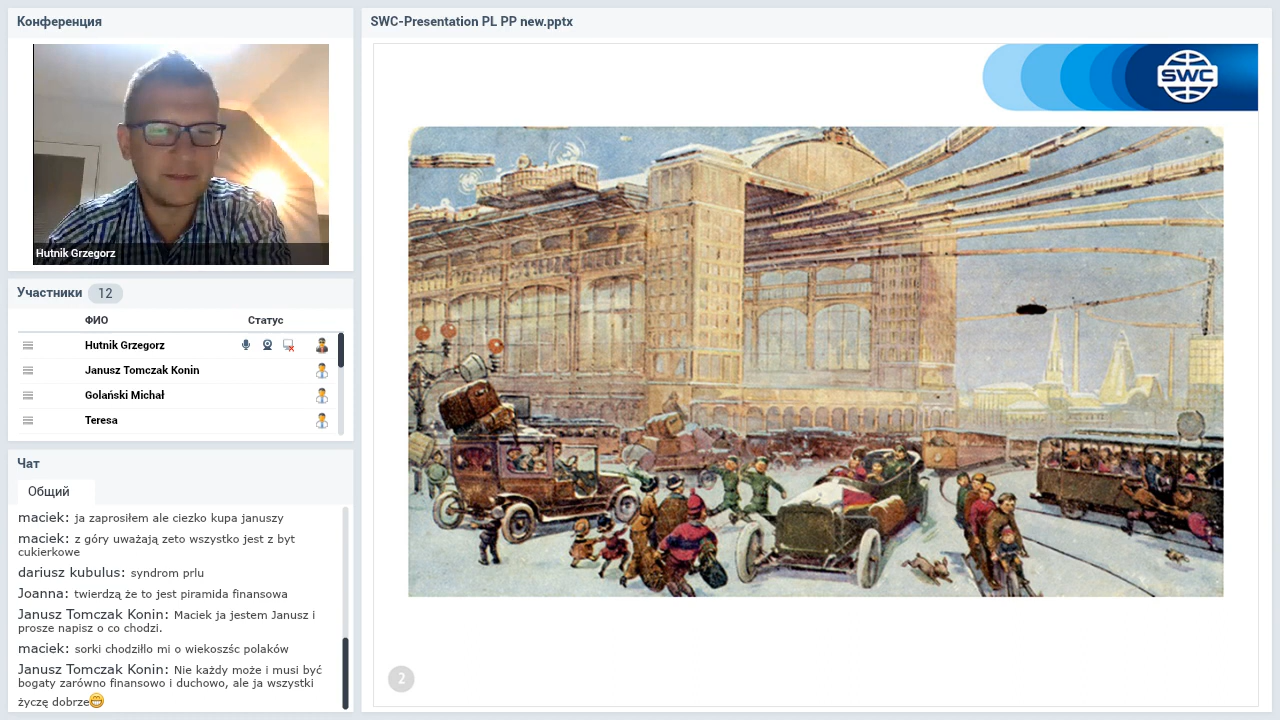 Конференция
Hutnik Grzegorz
Участники 12
ФИО Статус
Hutnik Grzegorz
Janusz Tomczak Konin
Golański Michał
Teresa
Чат
Общий
maciek: ja zaprosiłem ale ciezko kupa januszy
maciek: z góry uważają zeto wszystko jest z byt
cukierkowe
dariusz kubulus: syndrom prlu
Joanna: twierdzą że to jest piramida finansowa
Janusz Tomczak Konin: Maciek ja jestem Janusz i
prosze napisz o co chodzi.
maciek: sorki chodziłlo mi o wiekoszśc polaków
Janusz Tomczak Konin: Nie każdy może i musi być
bogaty zarówno finansowo i duchowo, ale ja wszystki
życzę dobrze
SWC-Presentation PL PP new.pptx
SWC
2